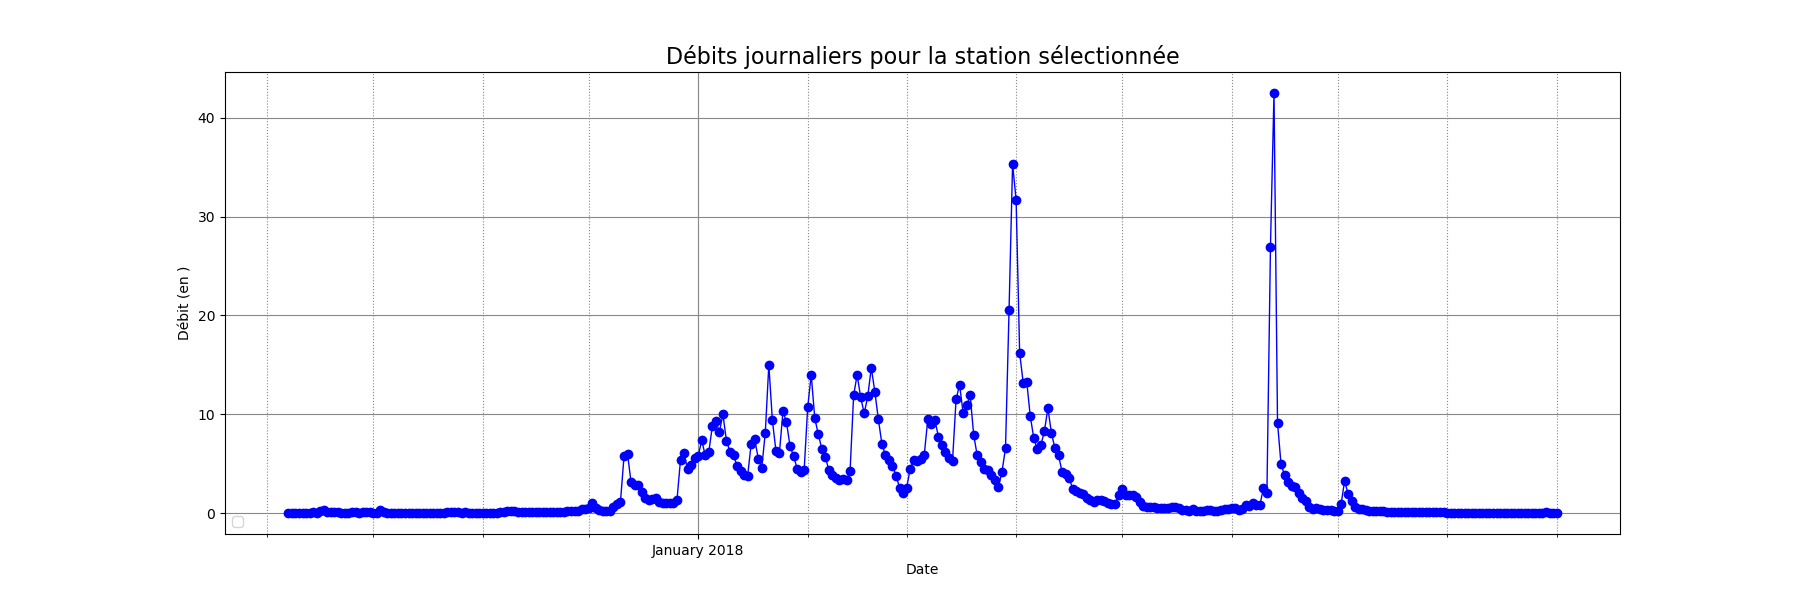 Débits journaliers pour la station sélectionnée
40
30
20
10
0
Débit (en )
January 2018
Date